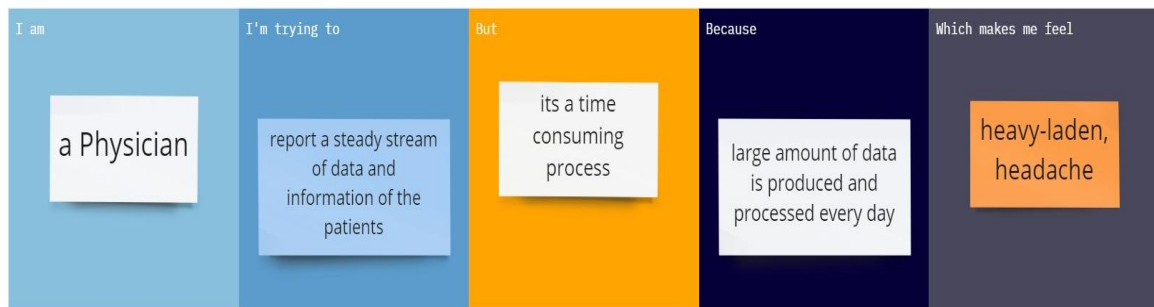 I am
a Physician
I'm trying to
report a steady stream
of data and
information of the
patients
But
its a time
consuming
process
Because
large amount of data
is produced and
processed every day
Which makes me feel
heavy-laden,
headache